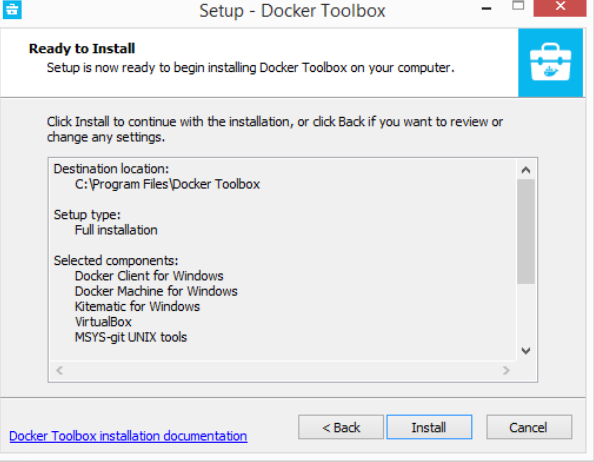 Setup - Docker Toolbox
Ready to Install
Setup is now ready to begin installing Docker Toolbox on your computer.
Click Install to continue with the installation, or click Back if you want to review or
change any settings.
Destination location:
C:\Program Files\Docker Toolbox
Setup type:
Full installation
Selected components:
Docker Client for Windows
Docker Machine for Windows
Kitematic for Windows
VirtualBox
MSYS-git UNIX tools
Docker Toolbox installation documentation
< Back
Install
Cancel